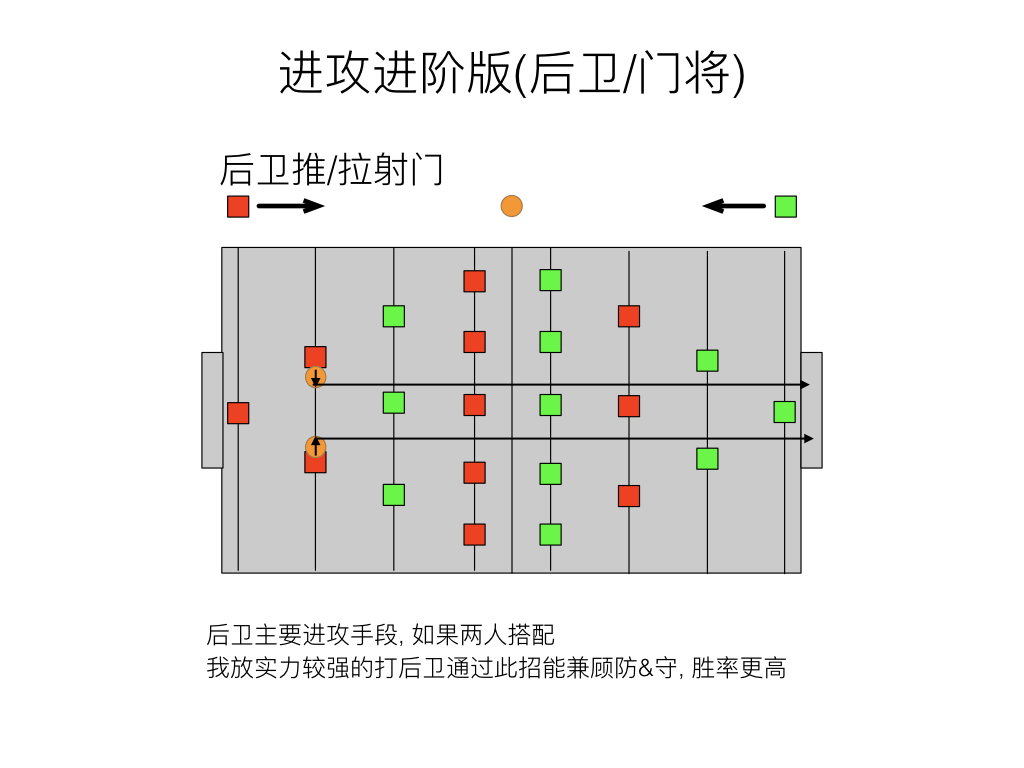 进攻进阶版(后卫/门将)
后卫推/拉射门
后卫主要进攻手段, 如果两人搭配
我放实力较强的打后卫通过此招能兼顾防&守, 胜率更高